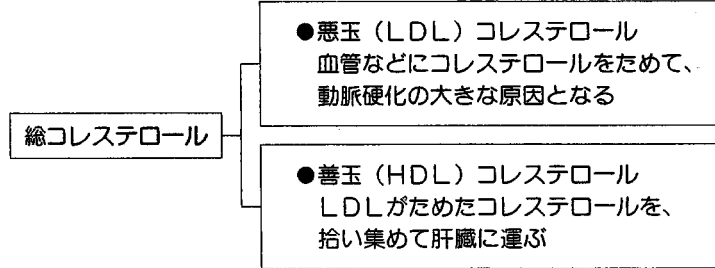 総コレステロール
●悪玉（ＬＤＬ）コレステロール
血管などにコレステロールをためて、
動脈硬化の大きな原因となる
●善玉（ＨＤＬ）コレステロール
ＬＤＬがためたコレステロールを、
拾い集めて肝臓に運ぶ